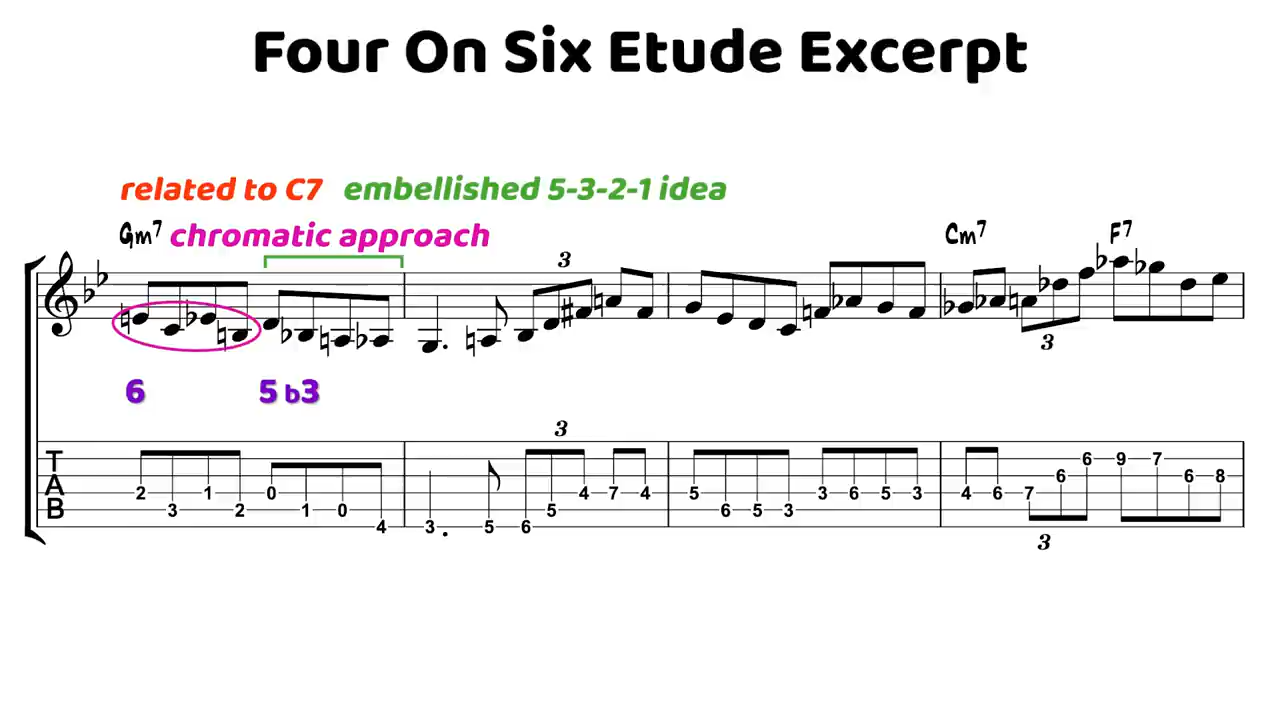 Four On Six Etude Excerpt
related to C7 embellished 5-3-2-1 idea
Gm7 chromatic approach Cm7 F7
3
6 5 b3
3
3
T 2 3 1 2 0 1 0 4 3. 5 6 5 4 7 4 5 6 5 3 3 6 5 3 4 6 7 6 6 9 7 6 8
A
B
3